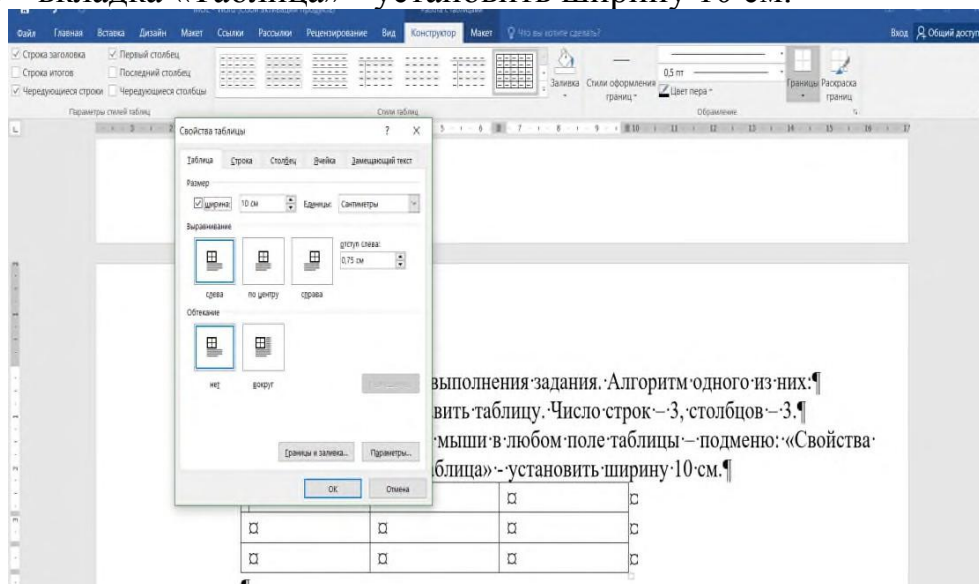 вкладка «Таблица» - установить ширину 10 см.
Файл Главная Вставка Дизайн Макет Ссылки Рассылки Рецензирование Вид Конструктор Макет Что вы хотите сделать? Вход Общий доступ
Строка заголовка Первый столбец
Строка итогов Последний столбец
Чередующиеся строки Чередующиеся столбцы
Параметры стилей таблиц
Стили таблиц
Заливка
Стили оформления границ
0,5 пт
Цвет пера
Границы
Раскраска границ
Обрамление
Свойства таблицы ? X
Таблица Строка Столбец Ячейка Замещающий текст
Размер
ширина: 10 см Единицы: Сантиметры
Выравнивание
отступ слева:
0,75 см
слева по центру справа
Обтекание
нет вокруг
Границы и заливка... Параметры...
ОК Отмена
выполнения задания. Алгоритм одного из них:¶
вить таблицу. Число строк – 3, столбцов – 3.¶
мыши в любом поле таблицы – подменю: «Свойства
блица» - установить ширину 10 см.¶